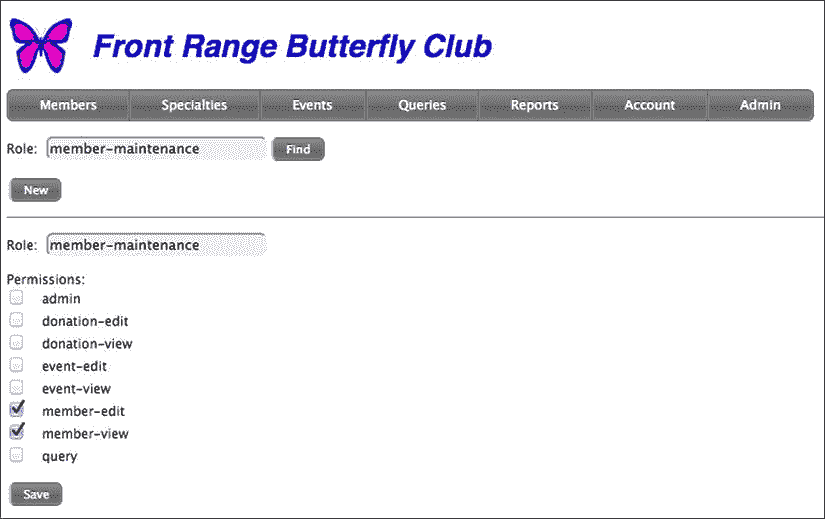 Front Range Butterfly Club
Members Specialties Events Queries Reports Account Admin
Role: member-maintenance Find
New
Role: member-maintenance
Permissions:
admin
donation-edit
donation-view
event-edit
event-view
member-edit
member-view
query
Save